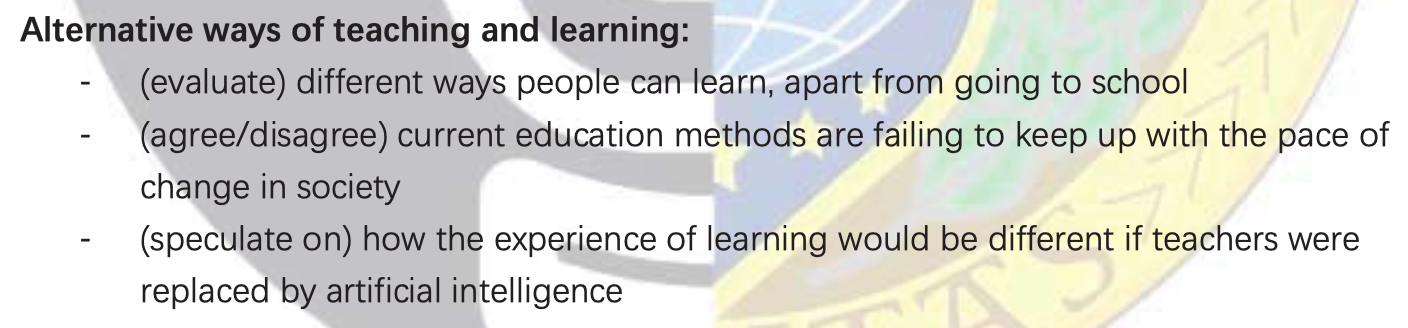 Alternative ways of teaching and learning:
- (evaluate) different ways people can learn, apart from going to school
- (agree/disagree) current education methods are failing to keep up with the pace of
change in society
- (speculate on) how the experience of learning would be different if teachers were
replaced by artificial intelligence
TAS